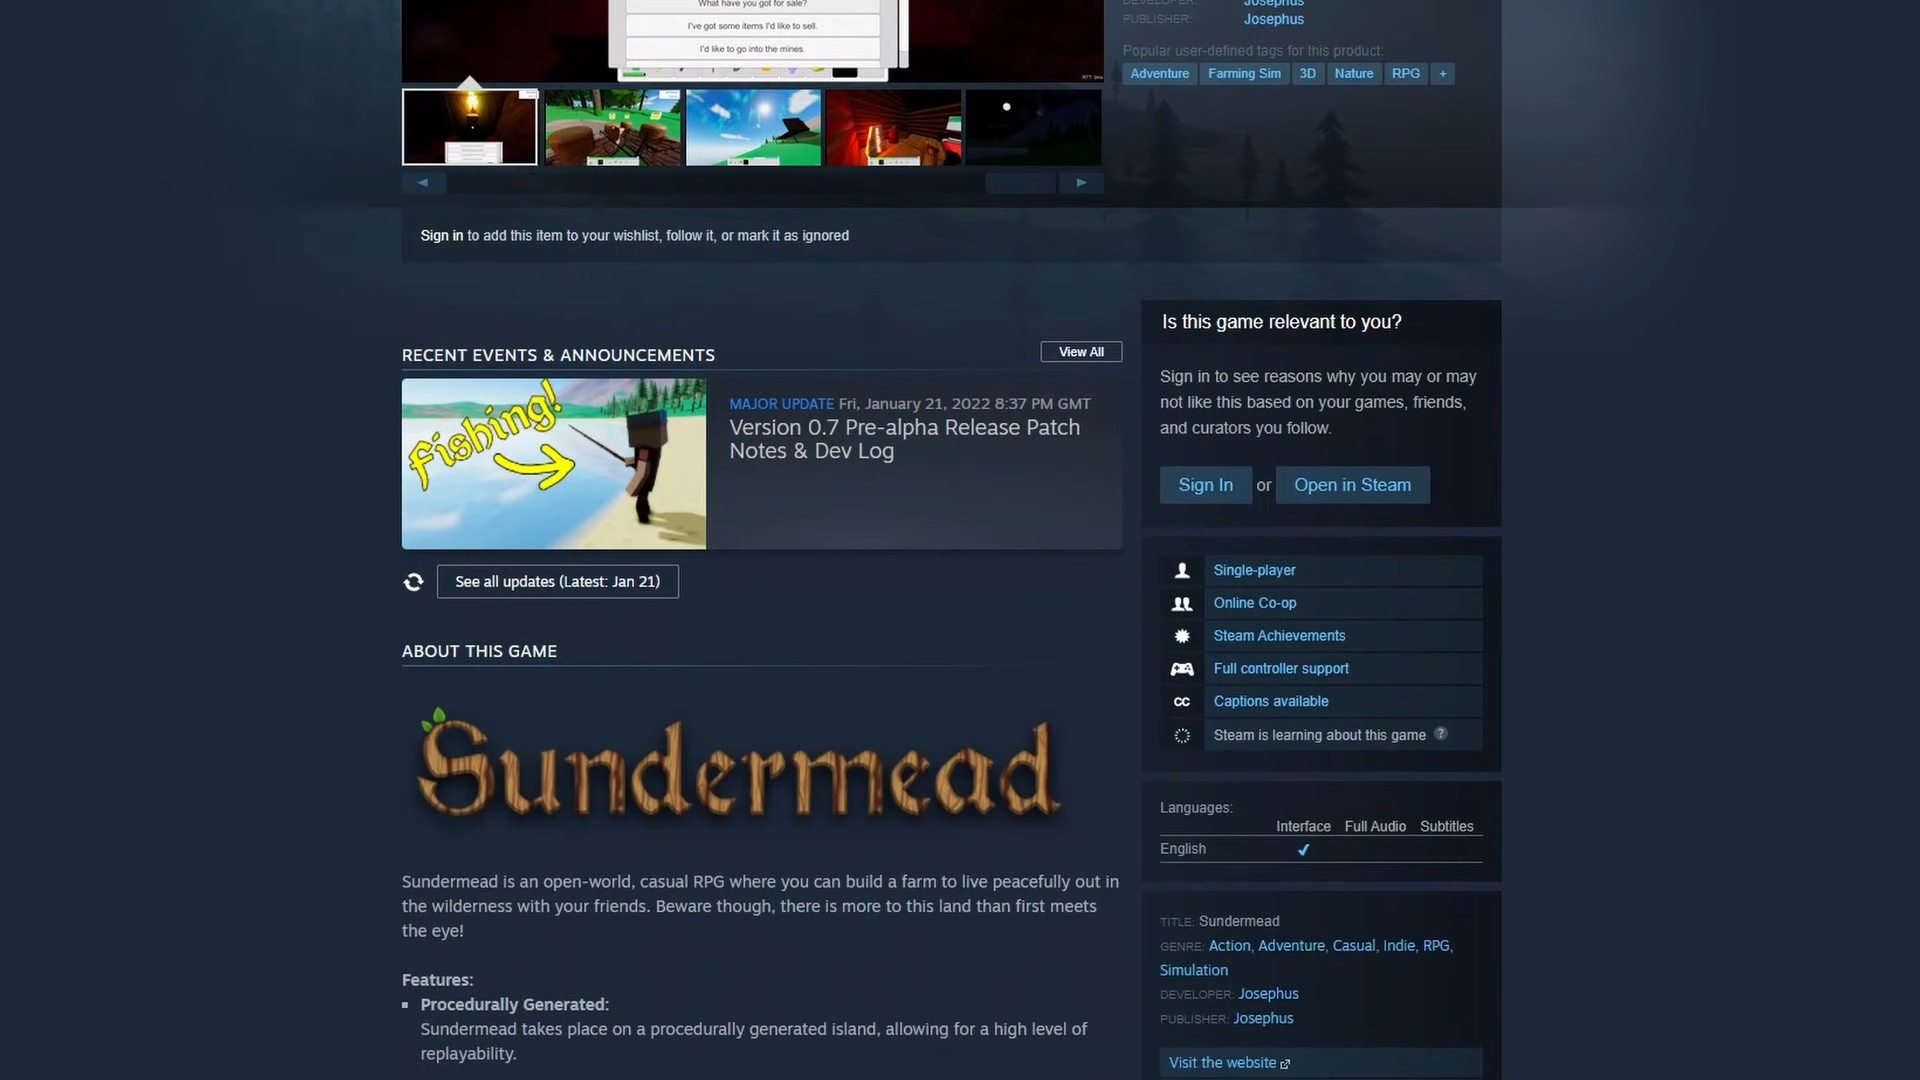 What have you got for sale?
I've got some items I'd like to sell.
I'd like to go into the mines.
DEVELOPER: Josephus
PUBLISHER: Josephus
Popular user-defined tags for this product:
Adventure Farming Sim 3D Nature RPG +
Sign in to add this item to your wishlist, follow it, or mark it as ignored
RECENT EVENTS & ANNOUNCEMENTS
View All
fishing!
MAJOR UPDATE Fri, January 21, 2022 8:37 PM GMT
Version 0.7 Pre-alpha Release Patch
Notes & Dev Log
See all updates (Latest: Jan 21)
ABOUT THIS GAME
Sundermead
Sundermead is an open-world, casual RPG where you can build a farm to live peacefully out in
the wilderness with your friends. Beware though, there is more to this land than first meets
the eye!
Features:
Procedurally Generated:
Sundermead takes place on a procedurally generated island, allowing for a high level of
replayability.
Is this game relevant to you?
Sign in to see reasons why you may or may
not like this based on your games, friends,
and curators you follow.
Sign In or Open in Steam
Single-player
Online Co-op
Steam Achievements
Full controller support
CC Captions available
Steam is learning about this game ?
Languages:
Interface Full Audio Subtitles
English ✔
TITLE: Sundermead
GENRE: Action, Adventure, Casual, Indie, RPG,
Simulation
DEVELOPER: Josephus
PUBLISHER: Josephus
Visit the website